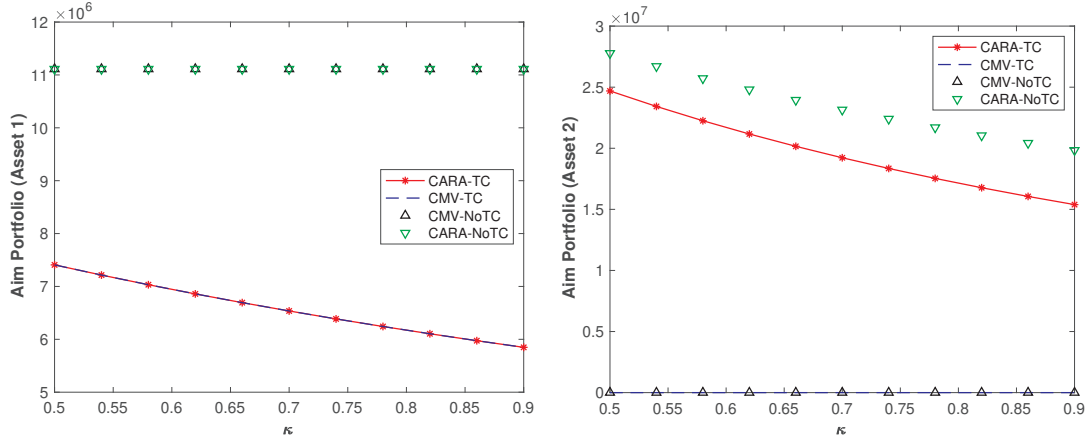 ×10⁶
12
11
10
9
8
7
6
5
Aim Portfolio (Asset 1)
CARA-TC
CMV-TC
CMV-NoTC
CARA-NoTC
0.5 0.55 0.6 0.65 0.7 0.75 0.8 0.85 0.9
κ
×10⁷
3
2.5
2
1.5
1
0.5
0
Aim Portfolio (Asset 2)
CARA-TC
CMV-TC
CMV-NoTC
CARA-NoTC
0.5 0.55 0.6 0.65 0.7 0.75 0.8 0.85 0.9
κ